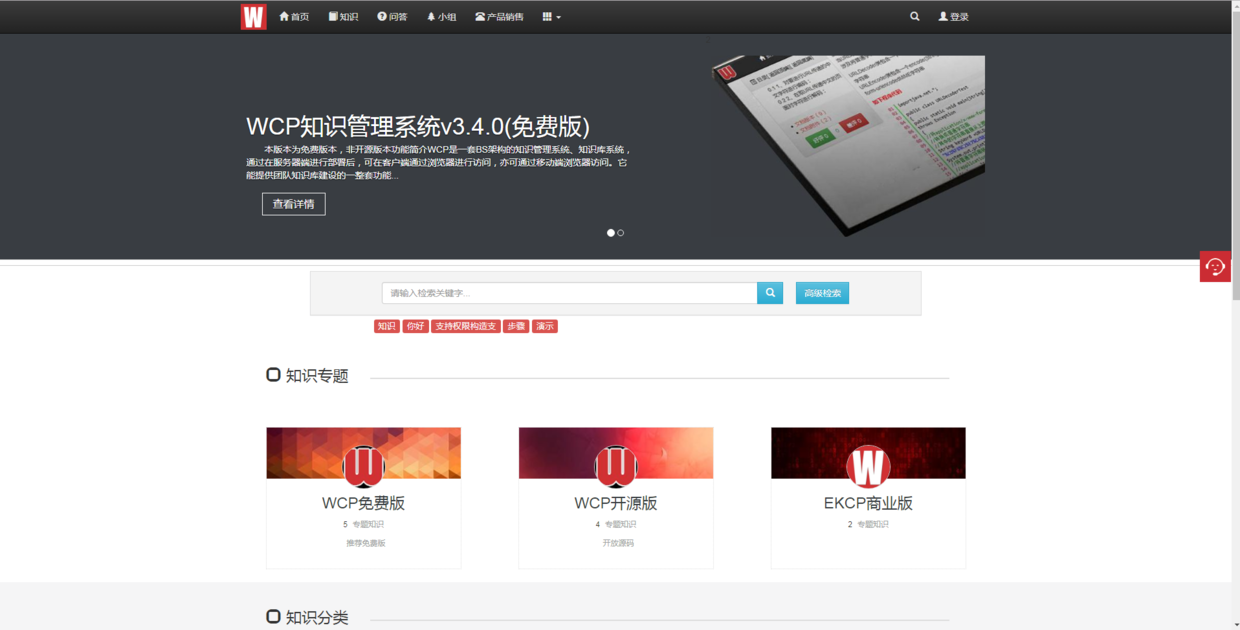 W 首页 知识 问答 小组 产品销售 登录
WCP知识管理系统v3.4.0(免费版)
本版本为免费版本，非开源版本功能简介WCP是一套BS架构的知识管理系统、知识库系统，
通过在服务器端进行部署后，可在客户端通过浏览器进行访问，亦可通过移动端浏览器访问。它
能提供团队知识库建设的一整套功能...
查看详情
请输入检索关键字...
高级检索
知识 你好 支持权限构造支 步骤 演示
知识专题
WCP免费版
5 专题知识
推荐免费版
WCP开源版
4 专题知识
开放源码
W
EKCP商业版
2 专题知识
知识分类